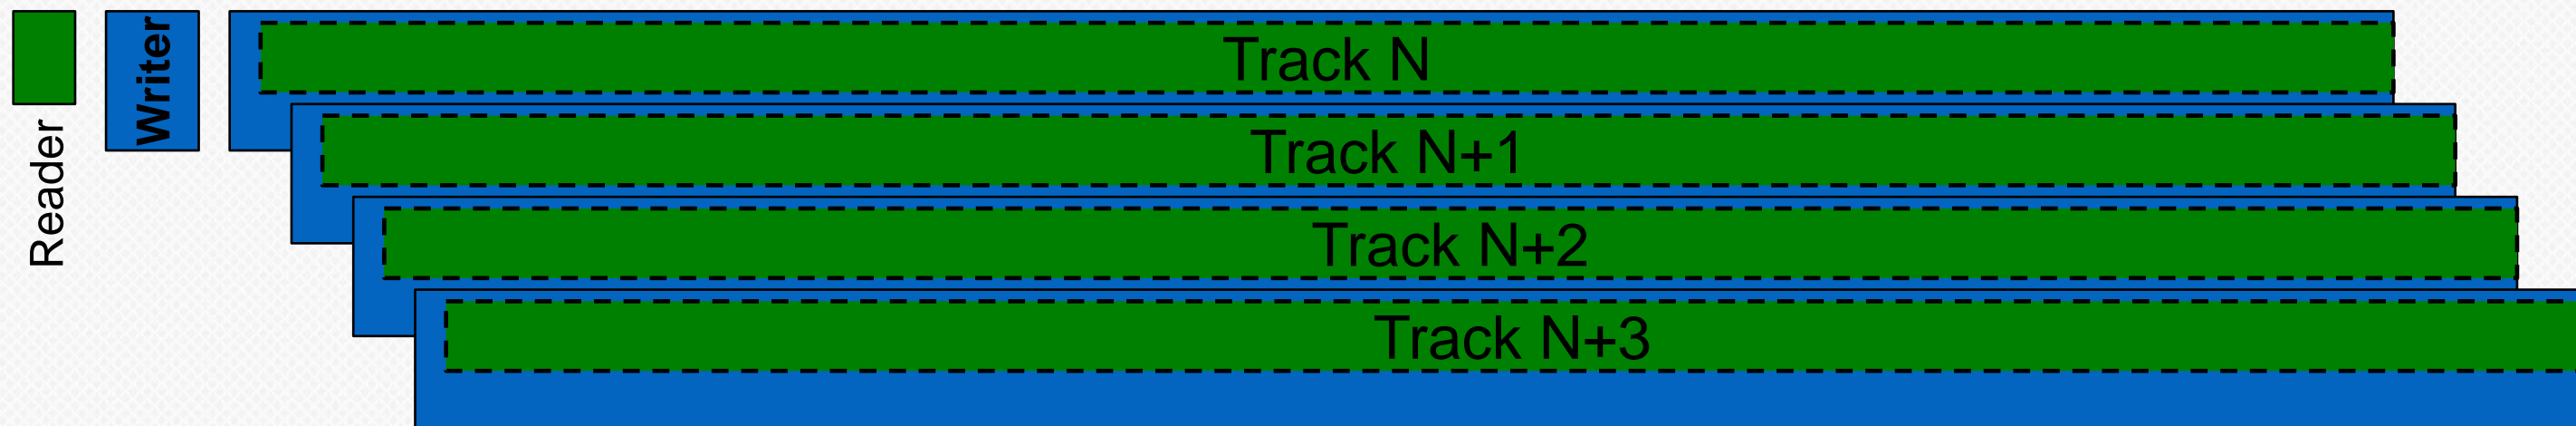 Reader
Writer
Track N
Track N+1
Track N+2
Track N+3